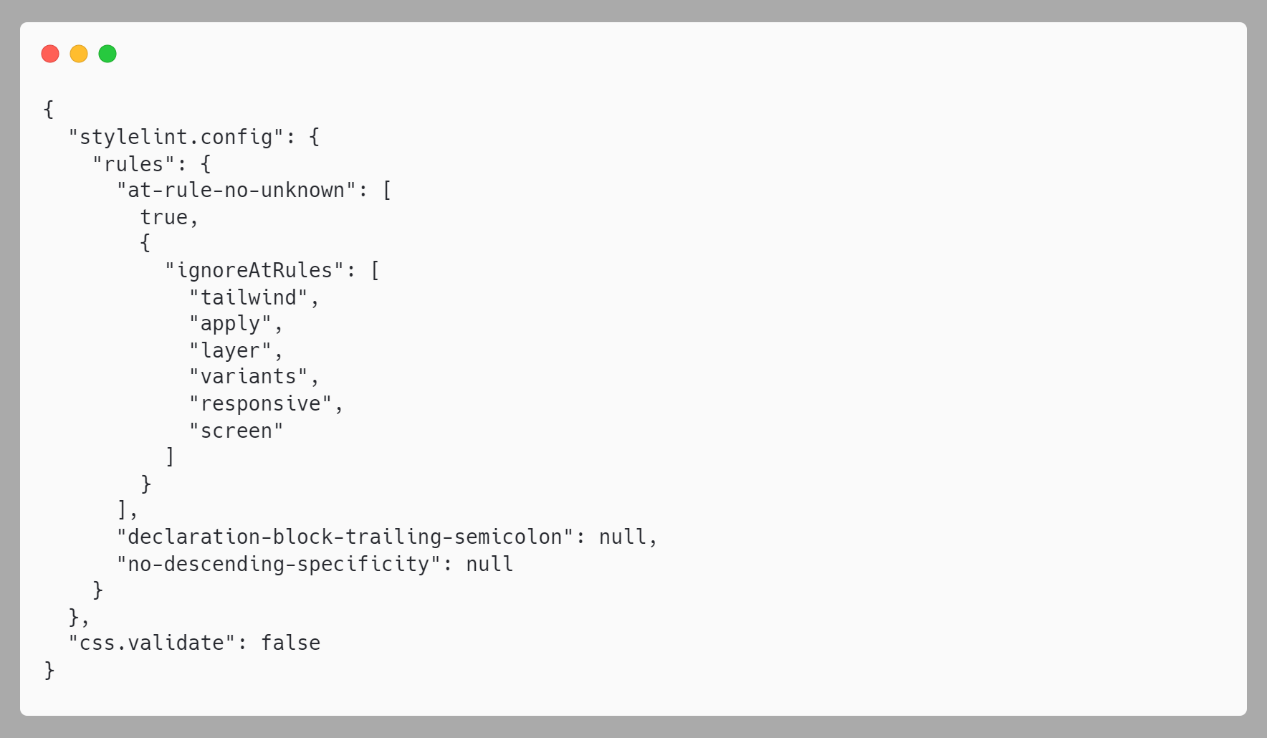 {
  "stylelint.config": {
    "rules": {
      "at-rule-no-unknown": [
        true,
        {
          "ignoreAtRules": [
            "tailwind",
            "apply",
            "layer",
            "variants",
            "responsive",
            "screen"
          ]
        }
      ],
      "declaration-block-trailing-semicolon": null,
      "no-descending-specificity": null
    }
  },
  "css.validate": false
}